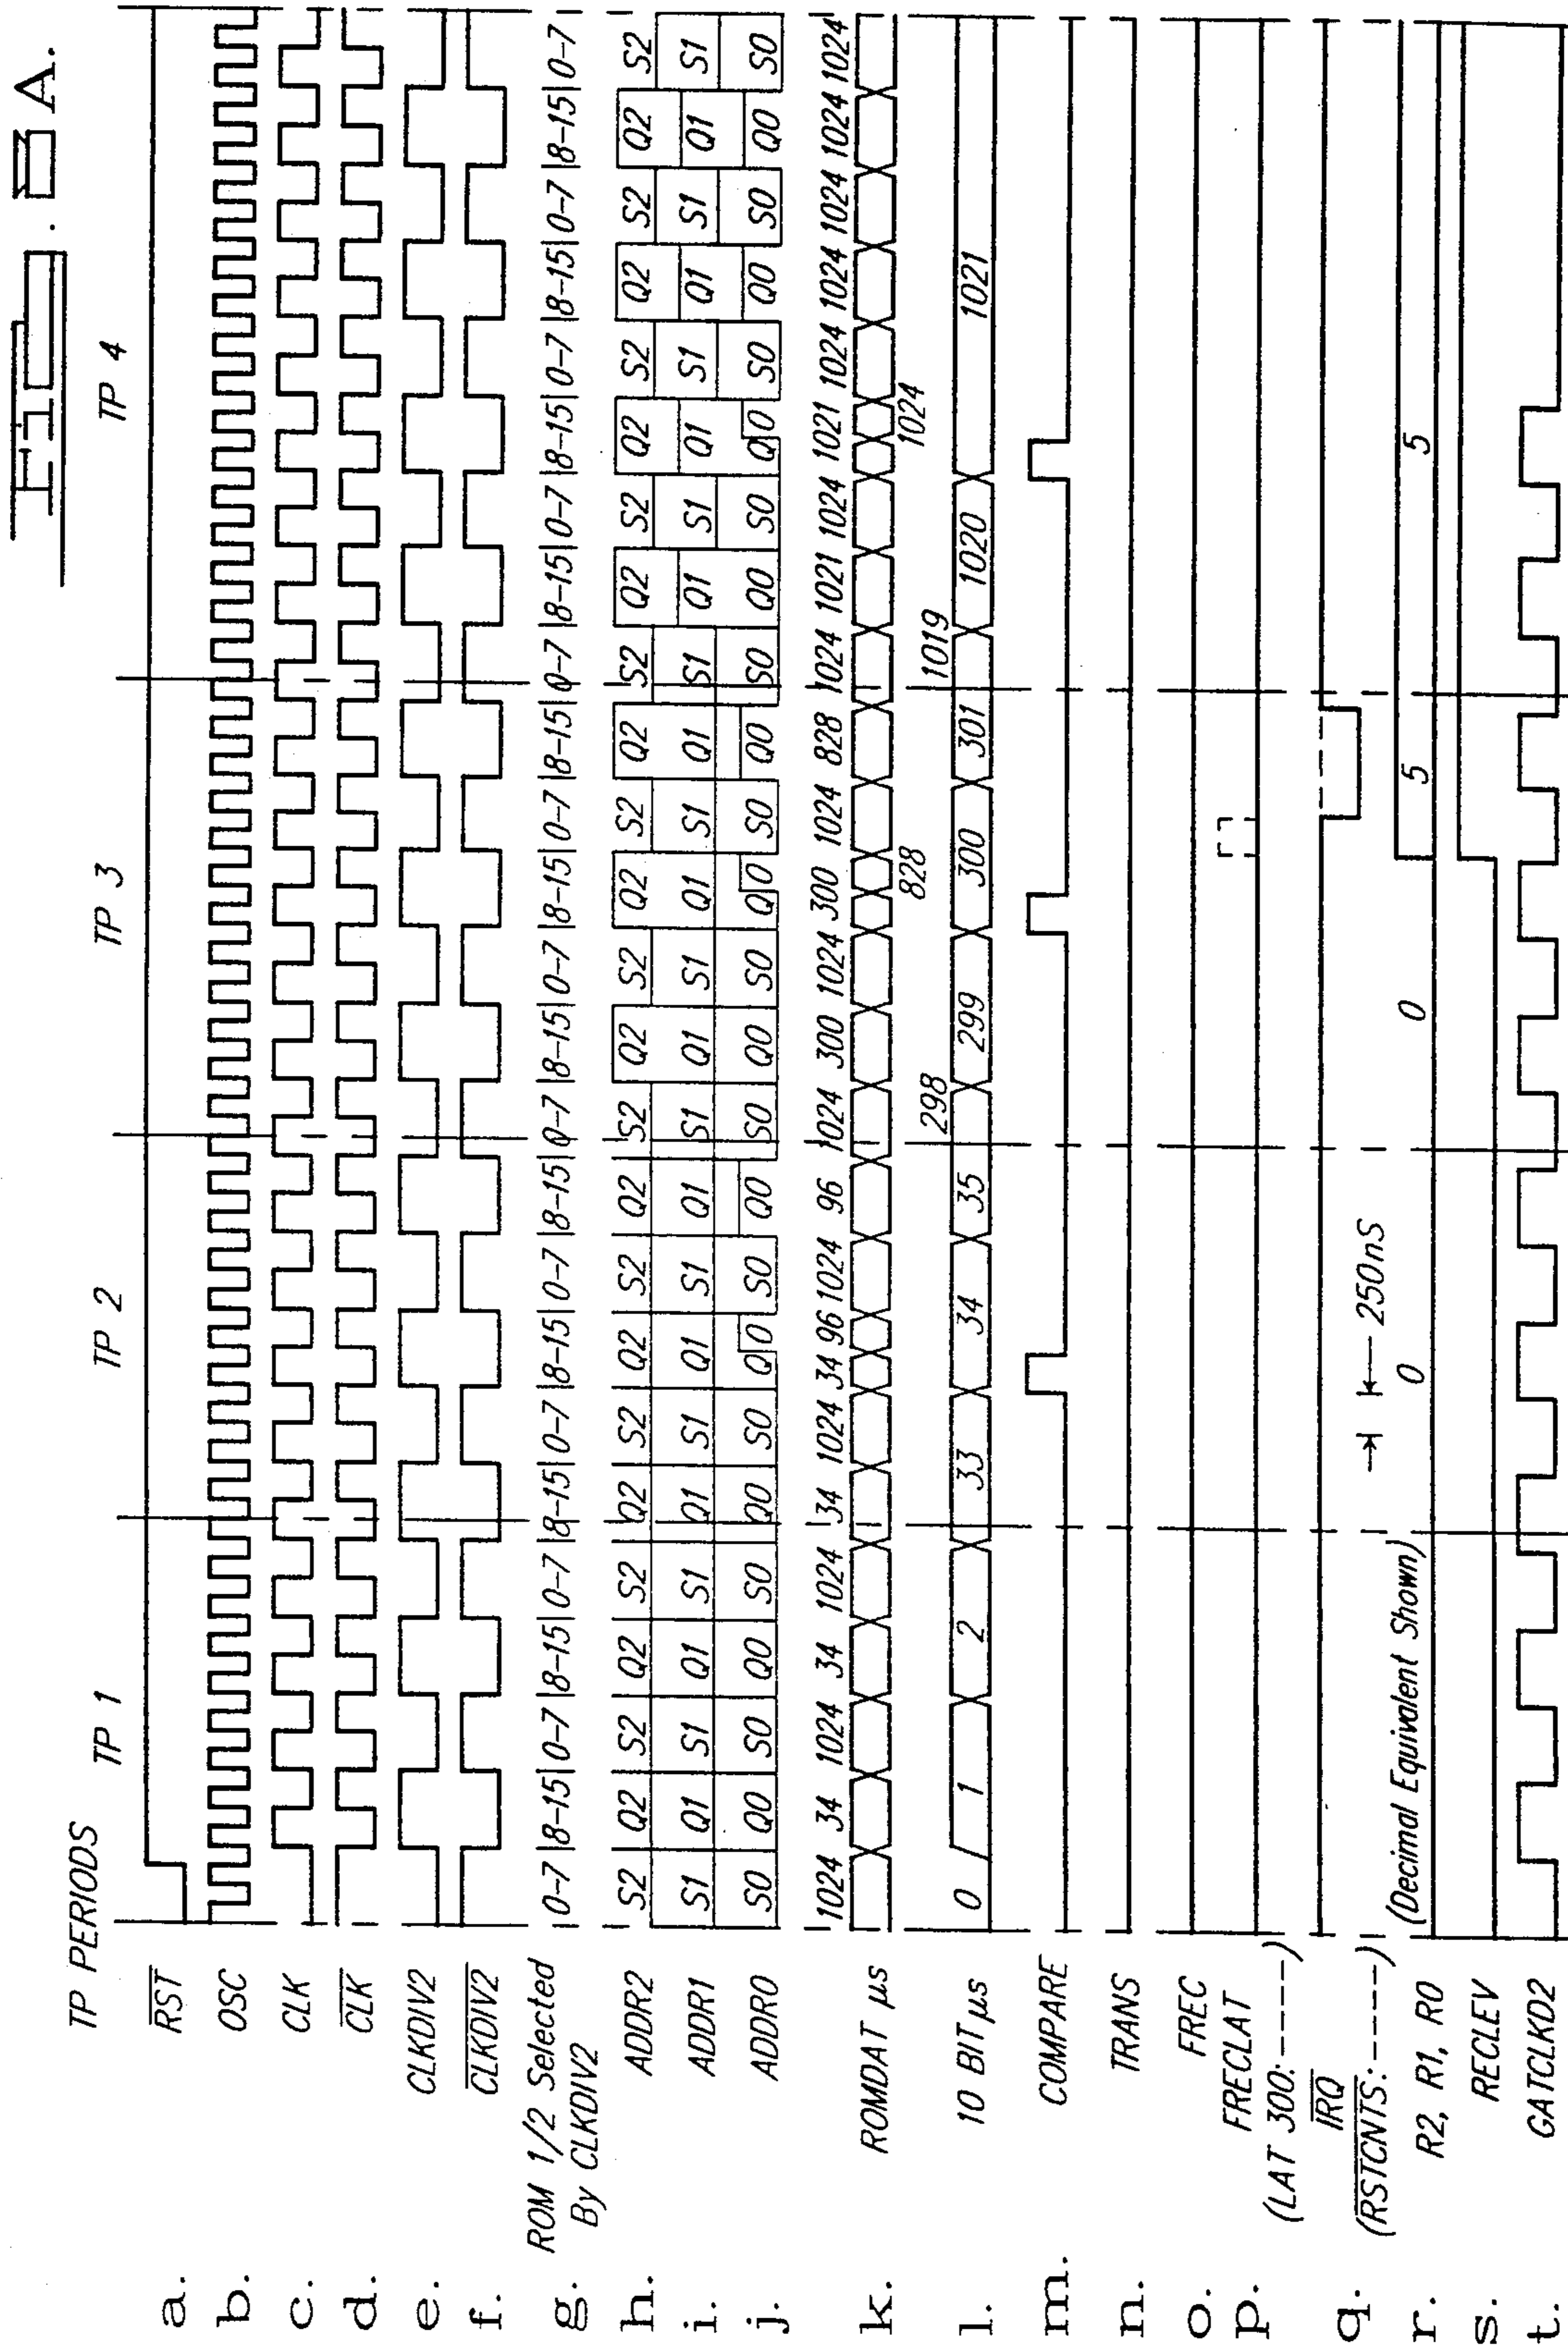 Fig. 8A.
TP PERIODS TP 1 TP 2 TP 3 TP 4
a. RST
b. OSC
c. CLK
d. CLK
e. CLKDIV2
f. CLKDIV2
g. ROM 1/2 Selected By CLKDIV2 |0-7|8-15|0-7|8-15|0-7|8-15|0-7|8-15|0-7|8-15|0-7|8-15|0-7|8-15|0-7|8-15|0-7|8-15|0-7|8-15|0-7|8-15|0-7|8-15|0-7
h. ADDR2 S2 Q2 S2 Q2 S2 Q2 S2 Q2 S2 Q2 S2 Q2 S2 Q2 S2 Q2 S2 Q2 S2 Q2 S2 Q2 S2 Q2 S2
i. ADDR1 S1 Q1 S1 Q1 S1 Q1 S1 Q1 S1 Q1 S1 Q1 S1 Q1 S1 Q1 S1 Q1 S1 Q1 S1 Q1 S1 Q1 S1
j. ADDR0 S0 Q0 S0 Q0 S0 Q0 S0 Q0 S0 Q0 S0 Q0 S0 Q0 S0 Q0 S0 Q0 S0 Q0 S0 Q0 S0 Q0 S0
k. ROMDAT µs 1024 34 1024 34 1024 34 1024 34 96 1024 96 1024 300 1024 300 828 1024 828 1024 1021 1024 1021 1024 1024 1024 1024 1024 1024
l. 10 BIT µs 0 1 2 33 34 35 298 299 300 301 1019 1020 1021
m. COMPARE
n. TRANS
o. FREC
p. FRECLAT
(LAT 300:-----)
q. IRQ
(RSTCNTS:-----) 250nS
r. R2, R1, R0 (Decimal Equivalent Shown) 0 0 5 5
s. RECLEV
t. GATCLKD2